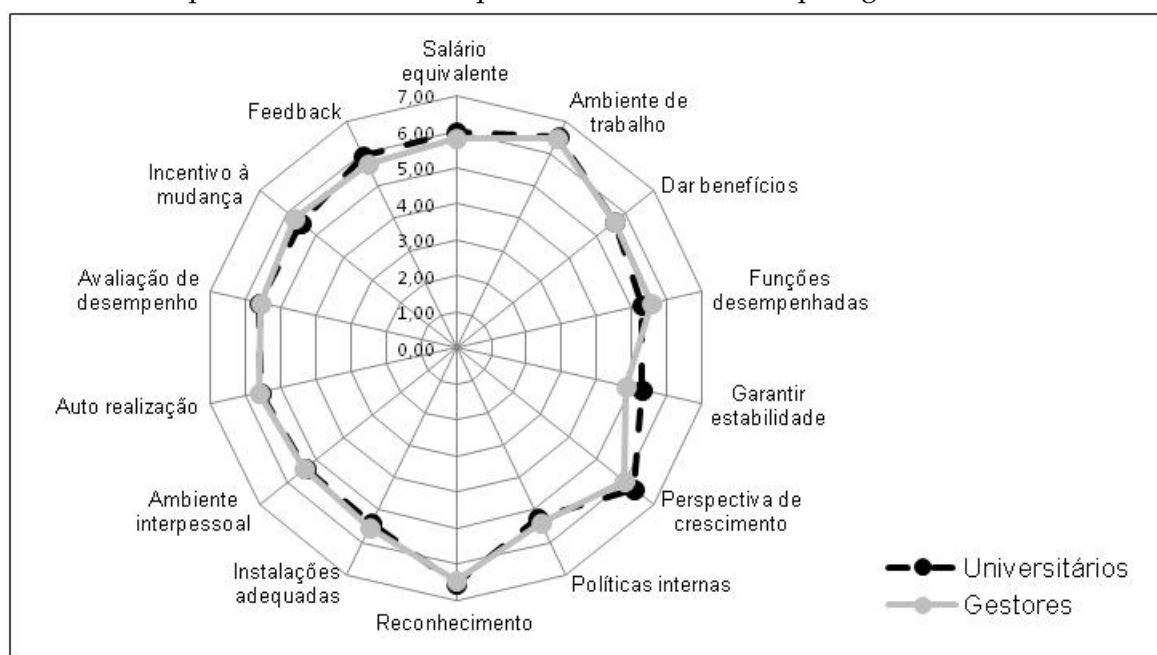 Salário
equivalente
Ambiente de
trabalho
Dar benefícios
Funções
desempenhadas
Garantir
estabilidade
Perspectiva de
crescimento
Políticas internas
Reconhecimento
Instalações
adequadas
Ambiente
interpessoal
Auto realização
Avaliação de
desempenho
Incentivo à
mudança
Feedback
7,00
6,00
5,00
4,00
3,00
2,00
1,00
0,00
Universitários
Gestores